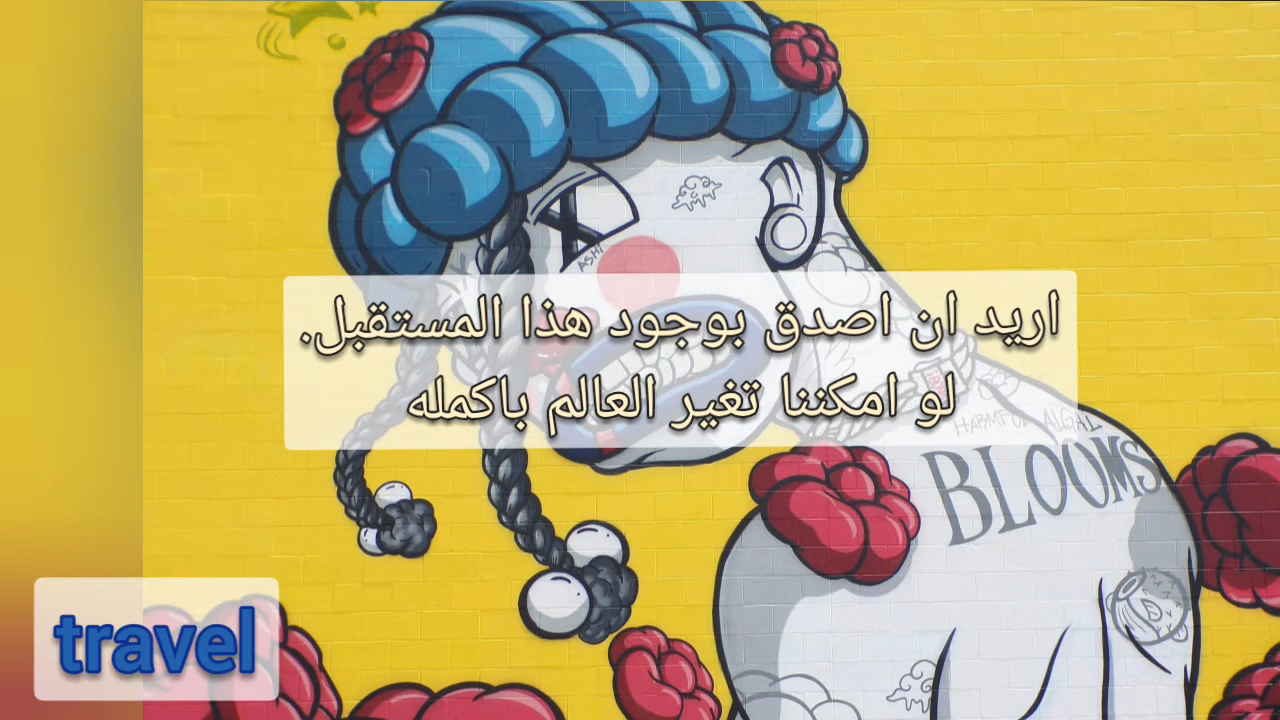 ASHI
اريد ان اصدق بوجود هذا المستقبل.
لو امكننا تغير العالم باكمله
HARMFUL ALGAL
BLOOMS
travel